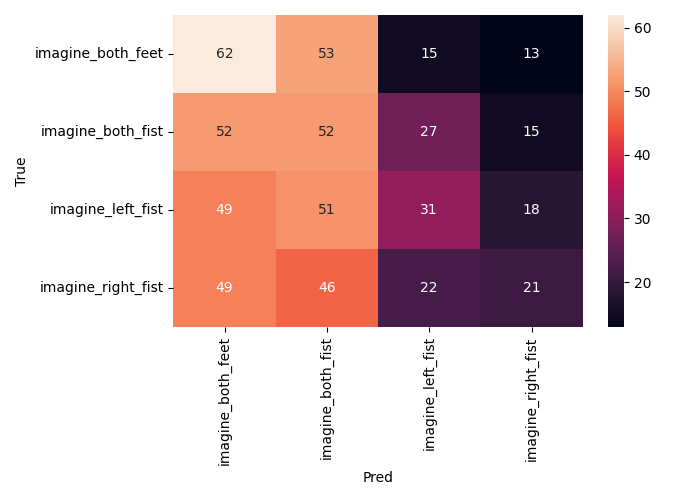 True
imagine_both_feet 62 53 15 13
imagine_both_fist 52 52 27 15
imagine_left_fist 49 51 31 18
imagine_right_fist 49 46 22 21
imagine_both_feet
imagine_both_fist
imagine_left_fist
imagine_right_fist
Pred
60
50
40
30
20